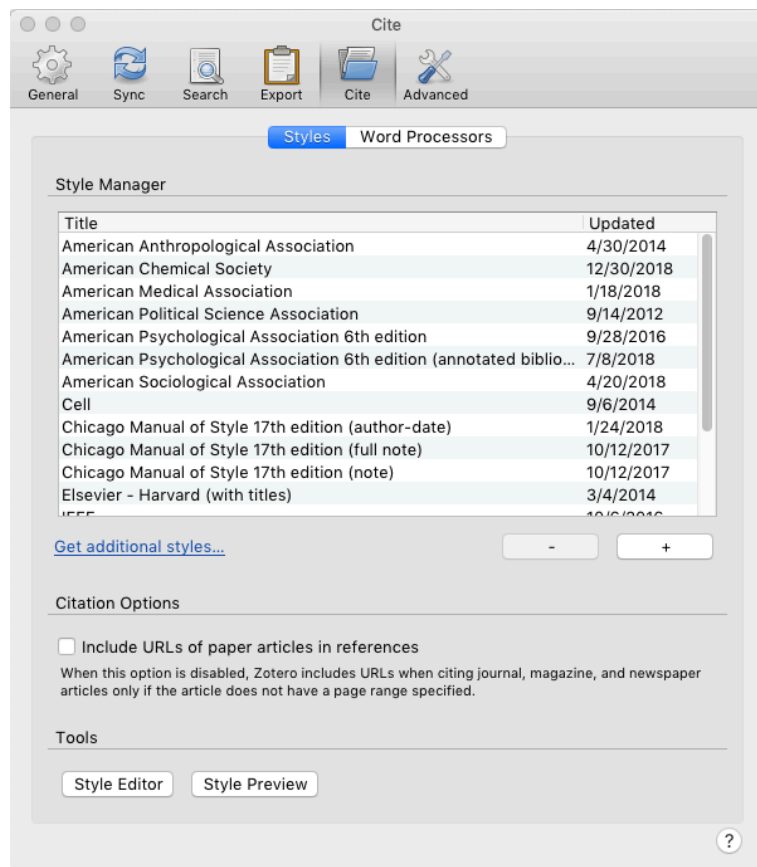 Cite
General Sync Search Export Cite Advanced
Styles Word Processors
Style Manager
Title Updated
American Anthropological Association 4/30/2014
American Chemical Society 12/30/2018
American Medical Association 1/18/2018
American Political Science Association 9/14/2012
American Psychological Association 6th edition 9/28/2016
American Psychological Association 6th edition (annotated biblio... 7/8/2018
American Sociological Association 4/20/2018
Cell 9/6/2014
Chicago Manual of Style 17th edition (author-date) 1/24/2018
Chicago Manual of Style 17th edition (full note) 10/12/2017
Chicago Manual of Style 17th edition (note) 10/12/2017
Elsevier - Harvard (with titles) 3/4/2014
IEEE 10/6/2016
Get additional styles... - +
Citation Options
Include URLs of paper articles in references
When this option is disabled, Zotero includes URLs when citing journal, magazine, and newspaper
articles only if the article does not have a page range specified.
Tools
Style Editor Style Preview
?